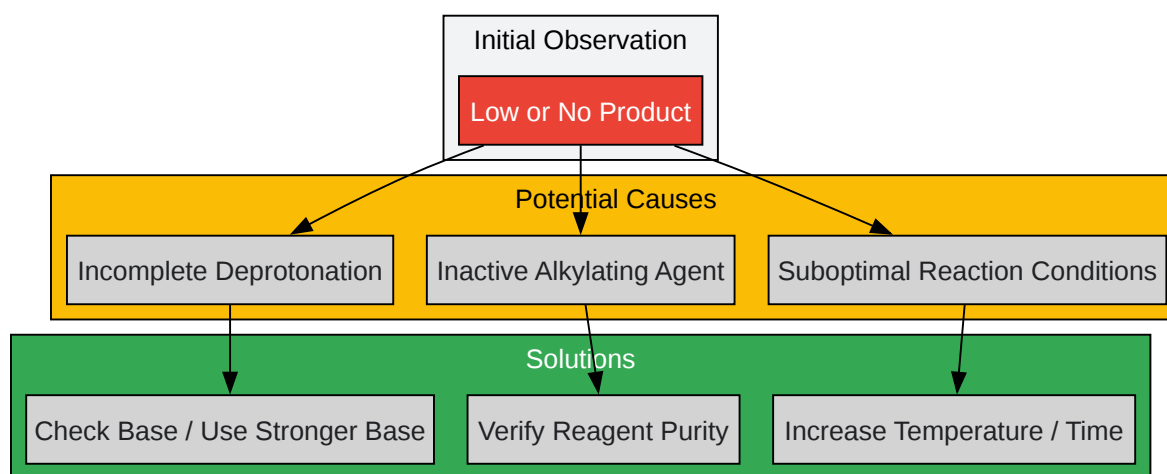 Initial Observation
Low or No Product
Potential Causes
Incomplete Deprotonation
Inactive Alkylating Agent
Suboptimal Reaction Conditions
Solutions
Check Base / Use Stronger Base
Verify Reagent Purity
Increase Temperature / Time